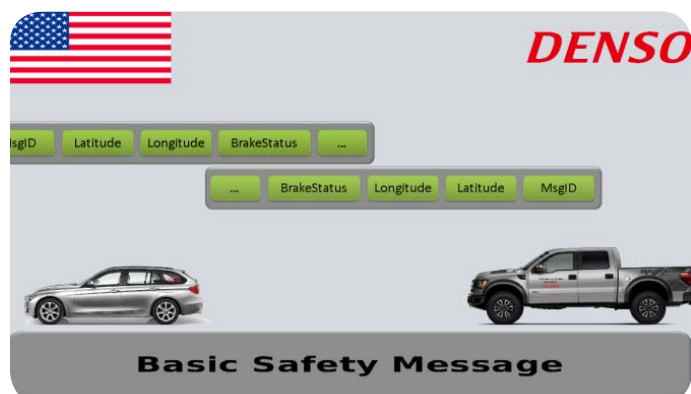 DENSO
sgID Latitude Longitude BrakeStatus ...
... BrakeStatus Longitude Latitude MsgID
Basic Safety Message